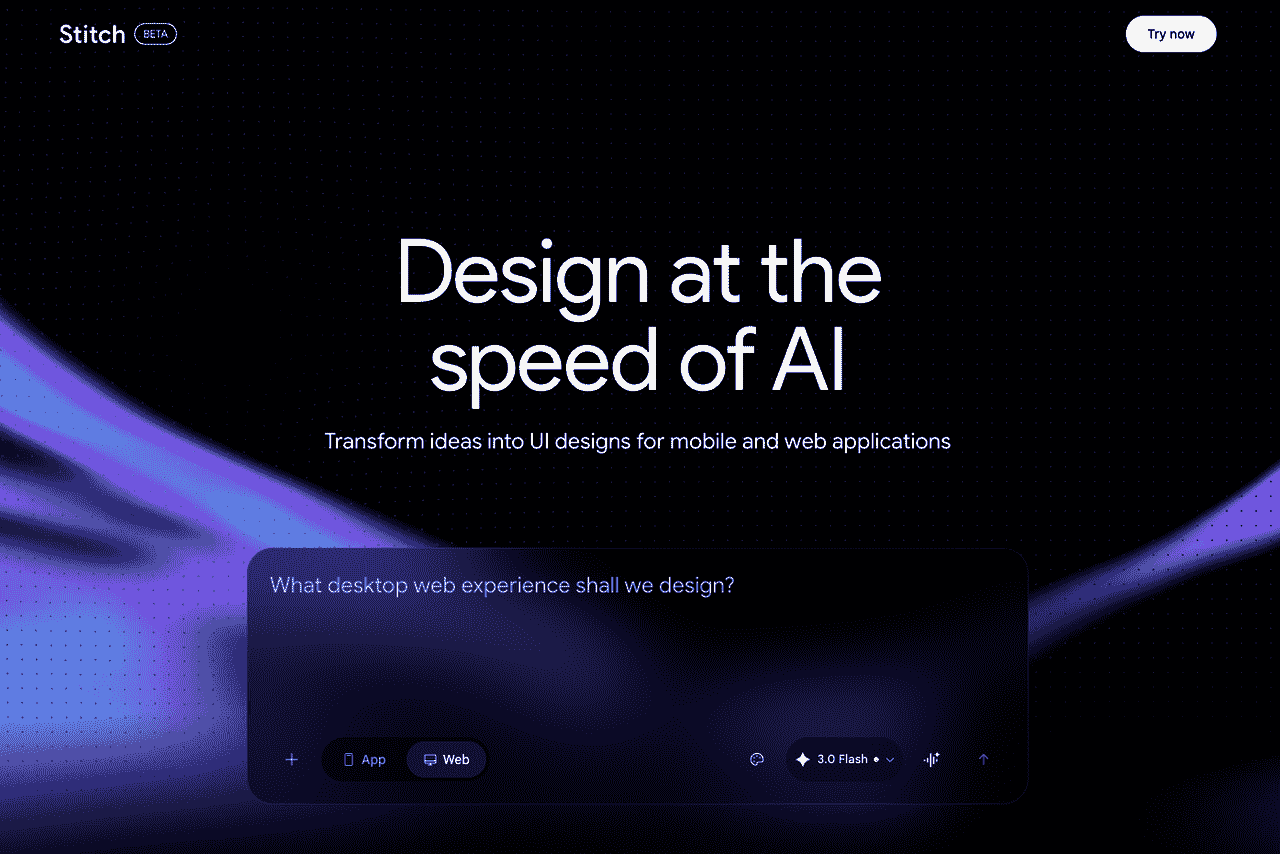 Stitch BETA
Try now
Design at the
speed of AI
Transform ideas into UI designs for mobile and web applications
What desktop web experience shall we design?
App
Web
3.0 Flash